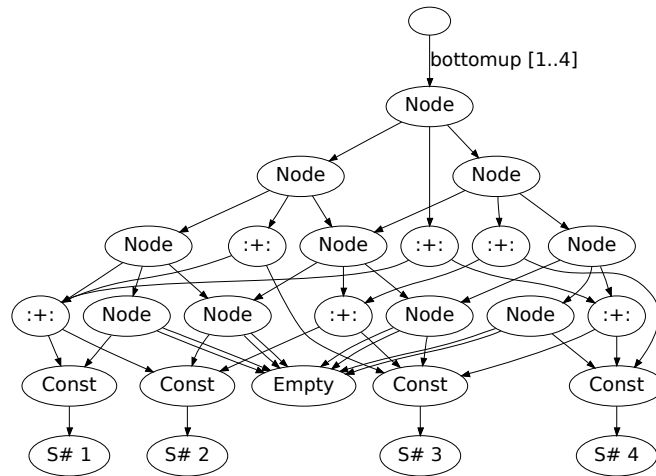 bottomup [1..4]
Node
Node
Node
Node
:+:
Node
:+:
:+:
Node
:+:
Node
Node
:+:
Node
Node
:+:
Const
Const
Empty
Const
Const
S# 1
S# 2
S# 3
S# 4